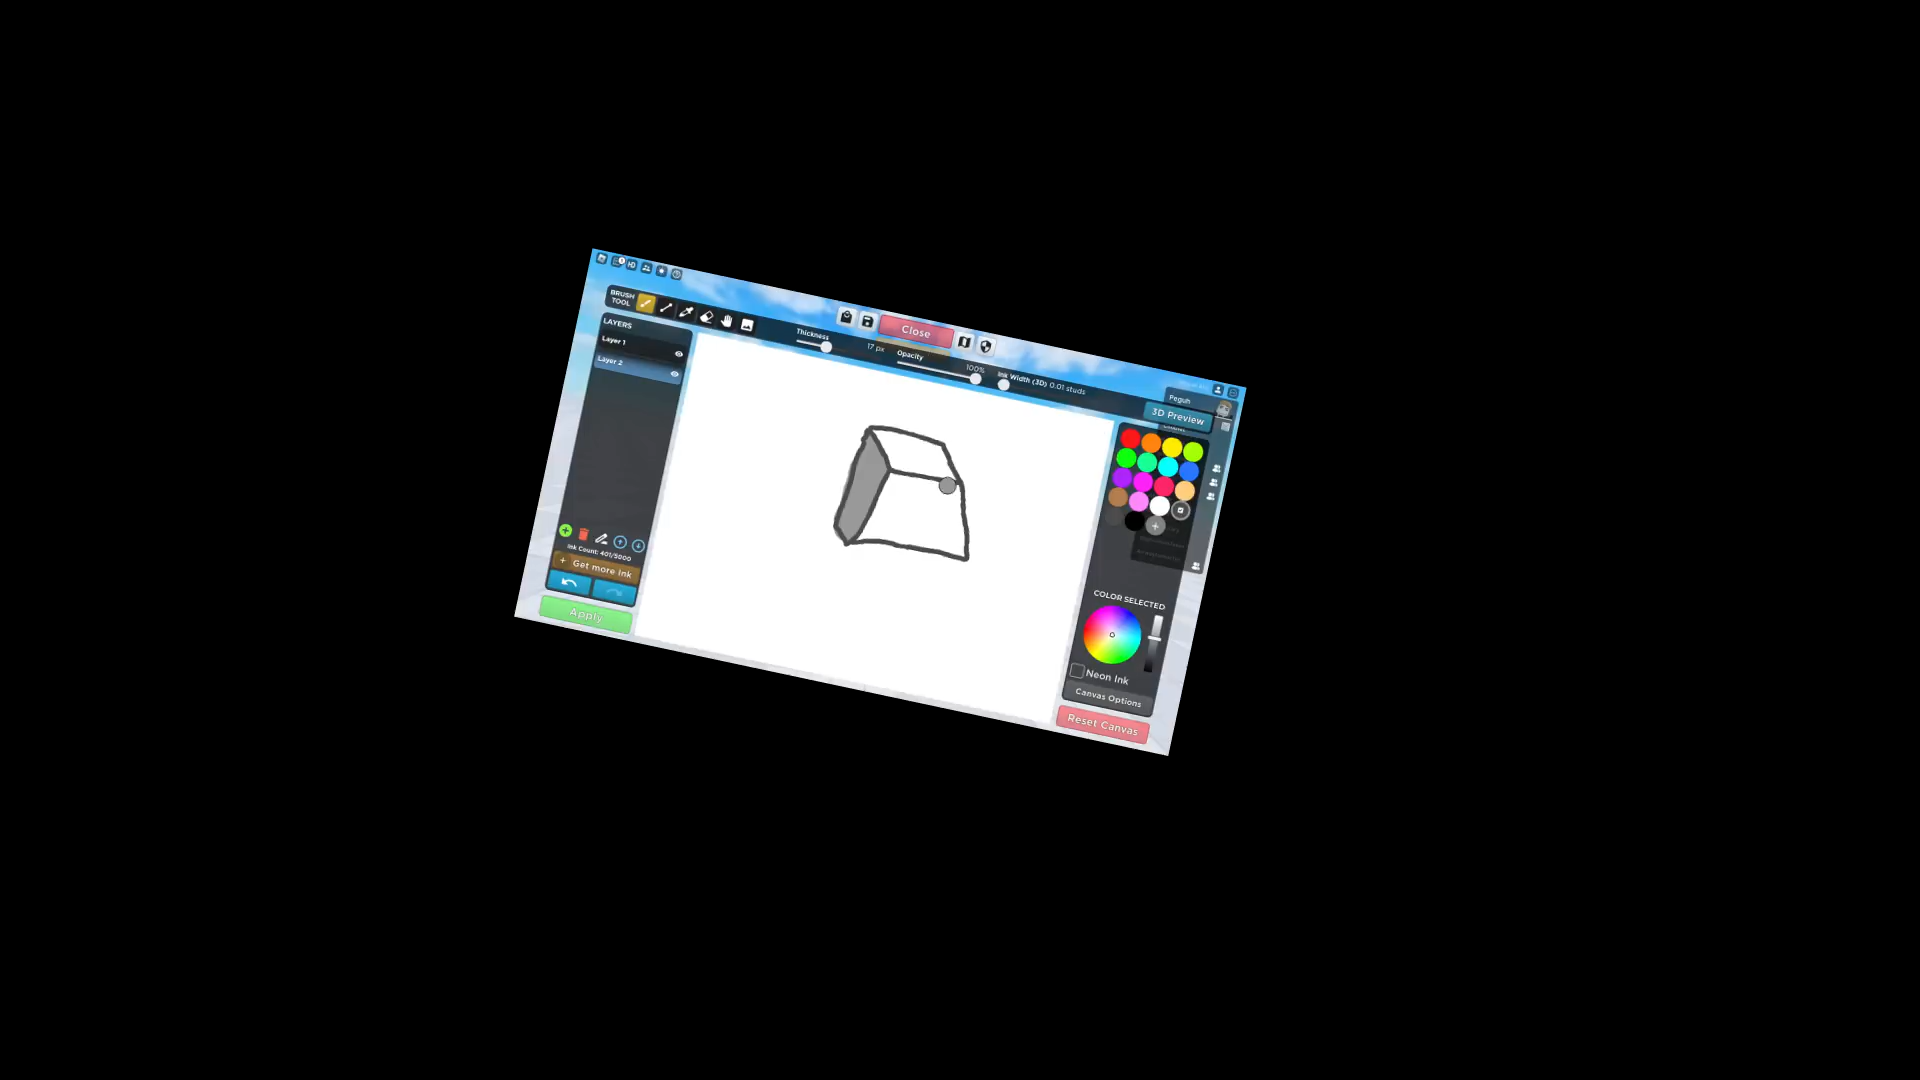 BRUSH
TOOL
Close
LAYERS
Thickness
17 px
Layer 1
Opacity
100%
Ink Width (3D) 0.01 studs
Layer 2
Peguh
3D Preview
Ink Count: 401/5000
+ Get more Ink
Apply
COLOR SELECTED
Neon Ink
Canvas Options
Reset Canvas